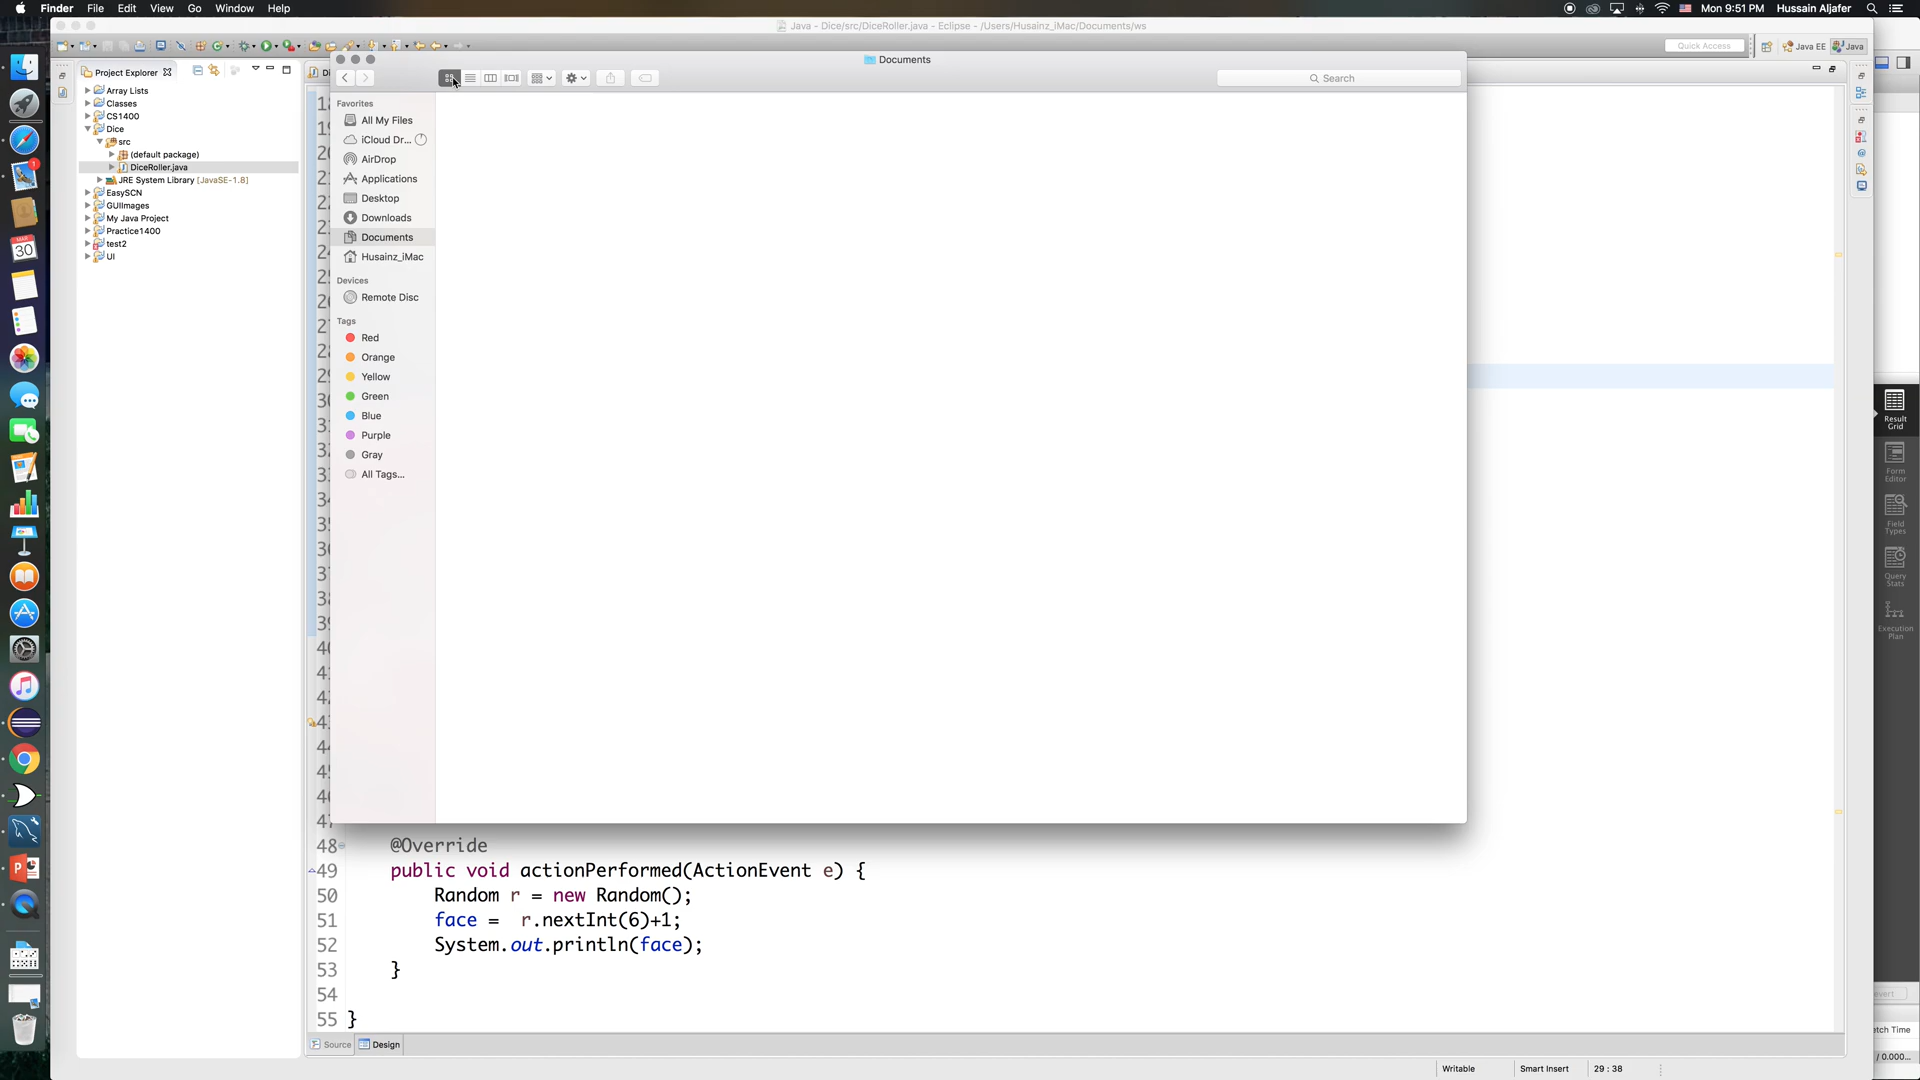 Finder File Edit View Go Window Help
Mon 9:51 PM Hussain Aljafer
Java - Dice/src/DiceRoller.java - Eclipse - /Users/Husainz_iMac/Documents/ws
Quick Access
Java EE
Java
Project Explorer
Array Lists
Classes
CS1400
Dice
src
(default package)
DiceRoller.java
JRE System Library [JavaSE-1.8]
EasySCN
GUIImages
My Java Project
Practice1400
test2
UI
Documents
Search
Favorites
All My Files
iCloud Dr...
AirDrop
Applications
Desktop
Downloads
Documents
Husainz_iMac
Devices
Remote Disc
Tags
Red
Orange
Yellow
Green
Blue
Purple
Gray
All Tags...
Result
Grid
Form
Editor
Field
Types
Query
Stats
Execution
Plan
48 @Override
49 public void actionPerformed(ActionEvent e) {
50 Random r = new Random();
51 face = r.nextInt(6)+1;
52 System.out.println(face);
53 }
54
55 }
Source
Design
Writable
Smart Insert
29 : 38
/ 0.000...